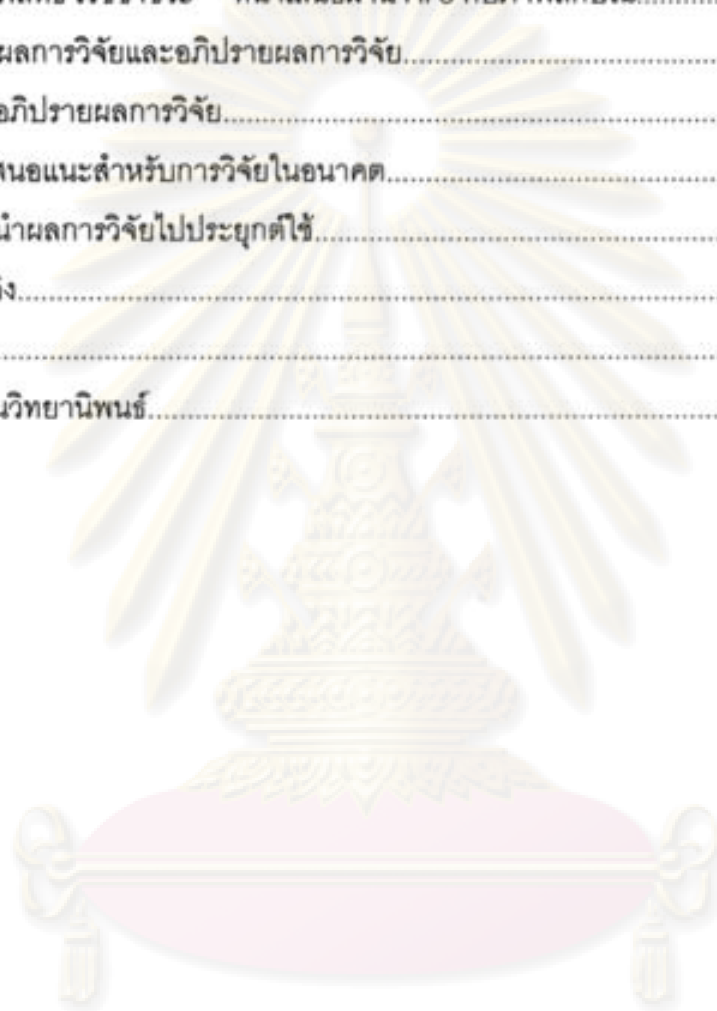 ผลการวิจัยและอภิปรายผลการวิจัย................................................
อภิปรายผลการวิจัย................................................................
สนอแนะสำหรับการวิจัยในอนาคต................................................
นำผลการวิจัยไปประยุกต์ใช้......................................................
ิง..................................................................................
....................................................................................
นวิทยานิพนธ์......................................................................